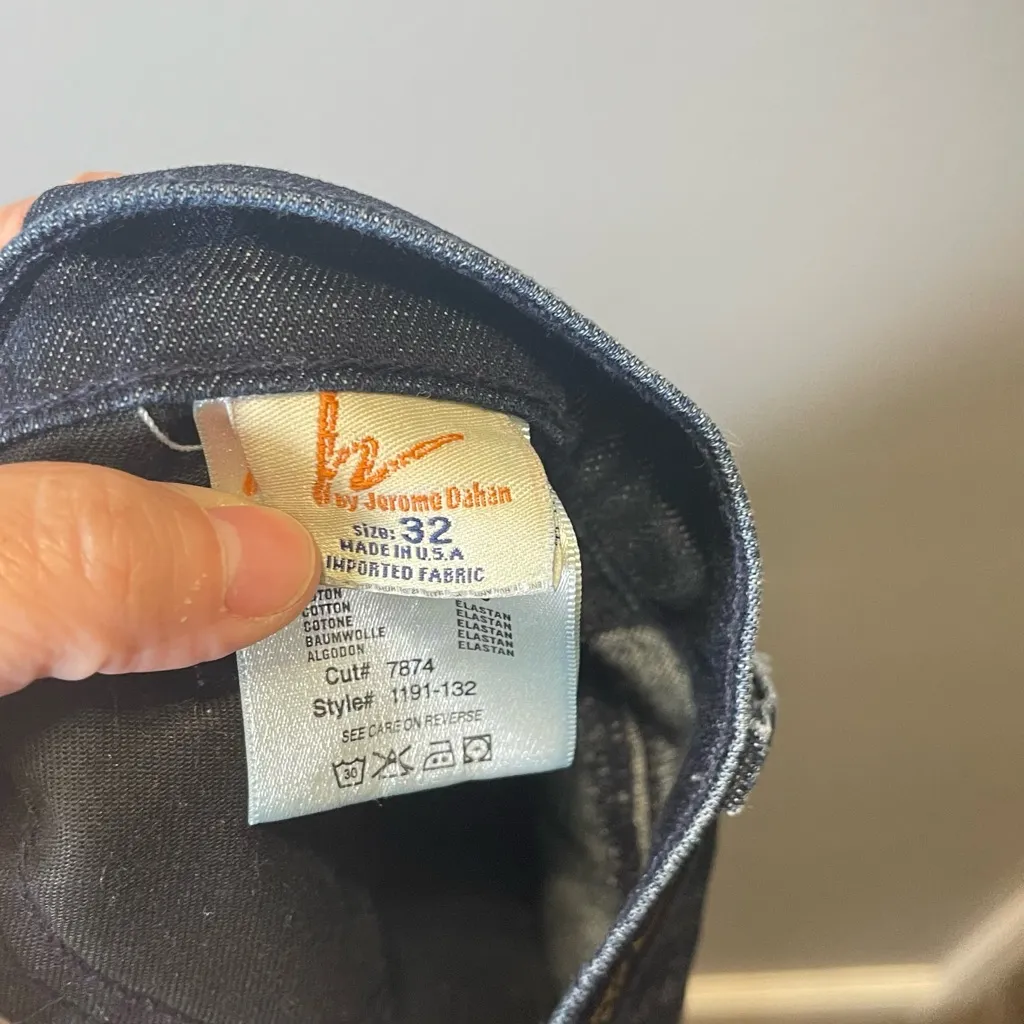 by Jerome Dahan
Size: 32
MADE IN U.S.A
IMPORTED FABRIC
COTTON ELASTAN
COTONE ELASTAN
BAUMWOLLE ELASTAN
ALGODON ELASTAN
Cut# 7874
Style# 1191-132
SEE CARE ON REVERSE
30